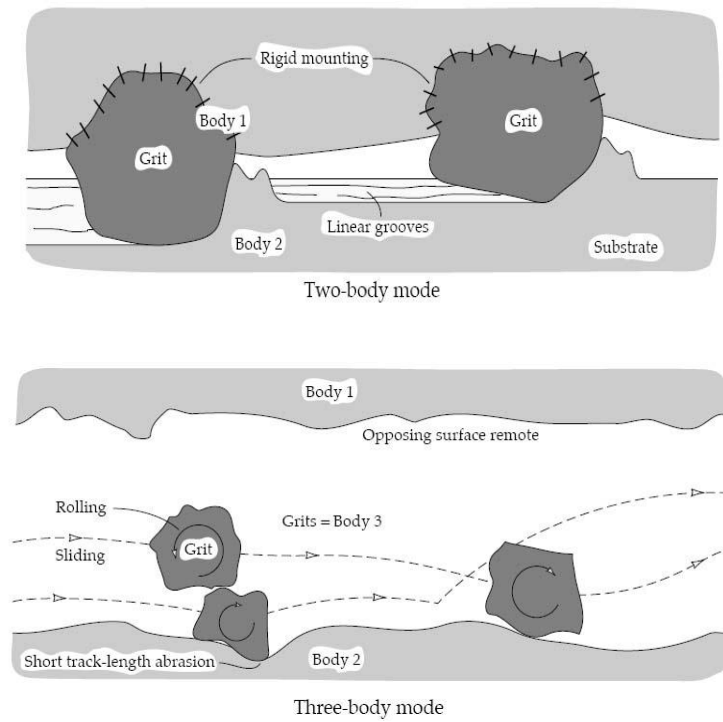 Rigid mounting
Body 1
Grit
Grit
Linear grooves
Body 2
Substrate
Two-body mode
Body 1
Opposing surface remote
Rolling
Grits = Body 3
Grit
Sliding
Short track-length abrasion
Body 2
Three-body mode